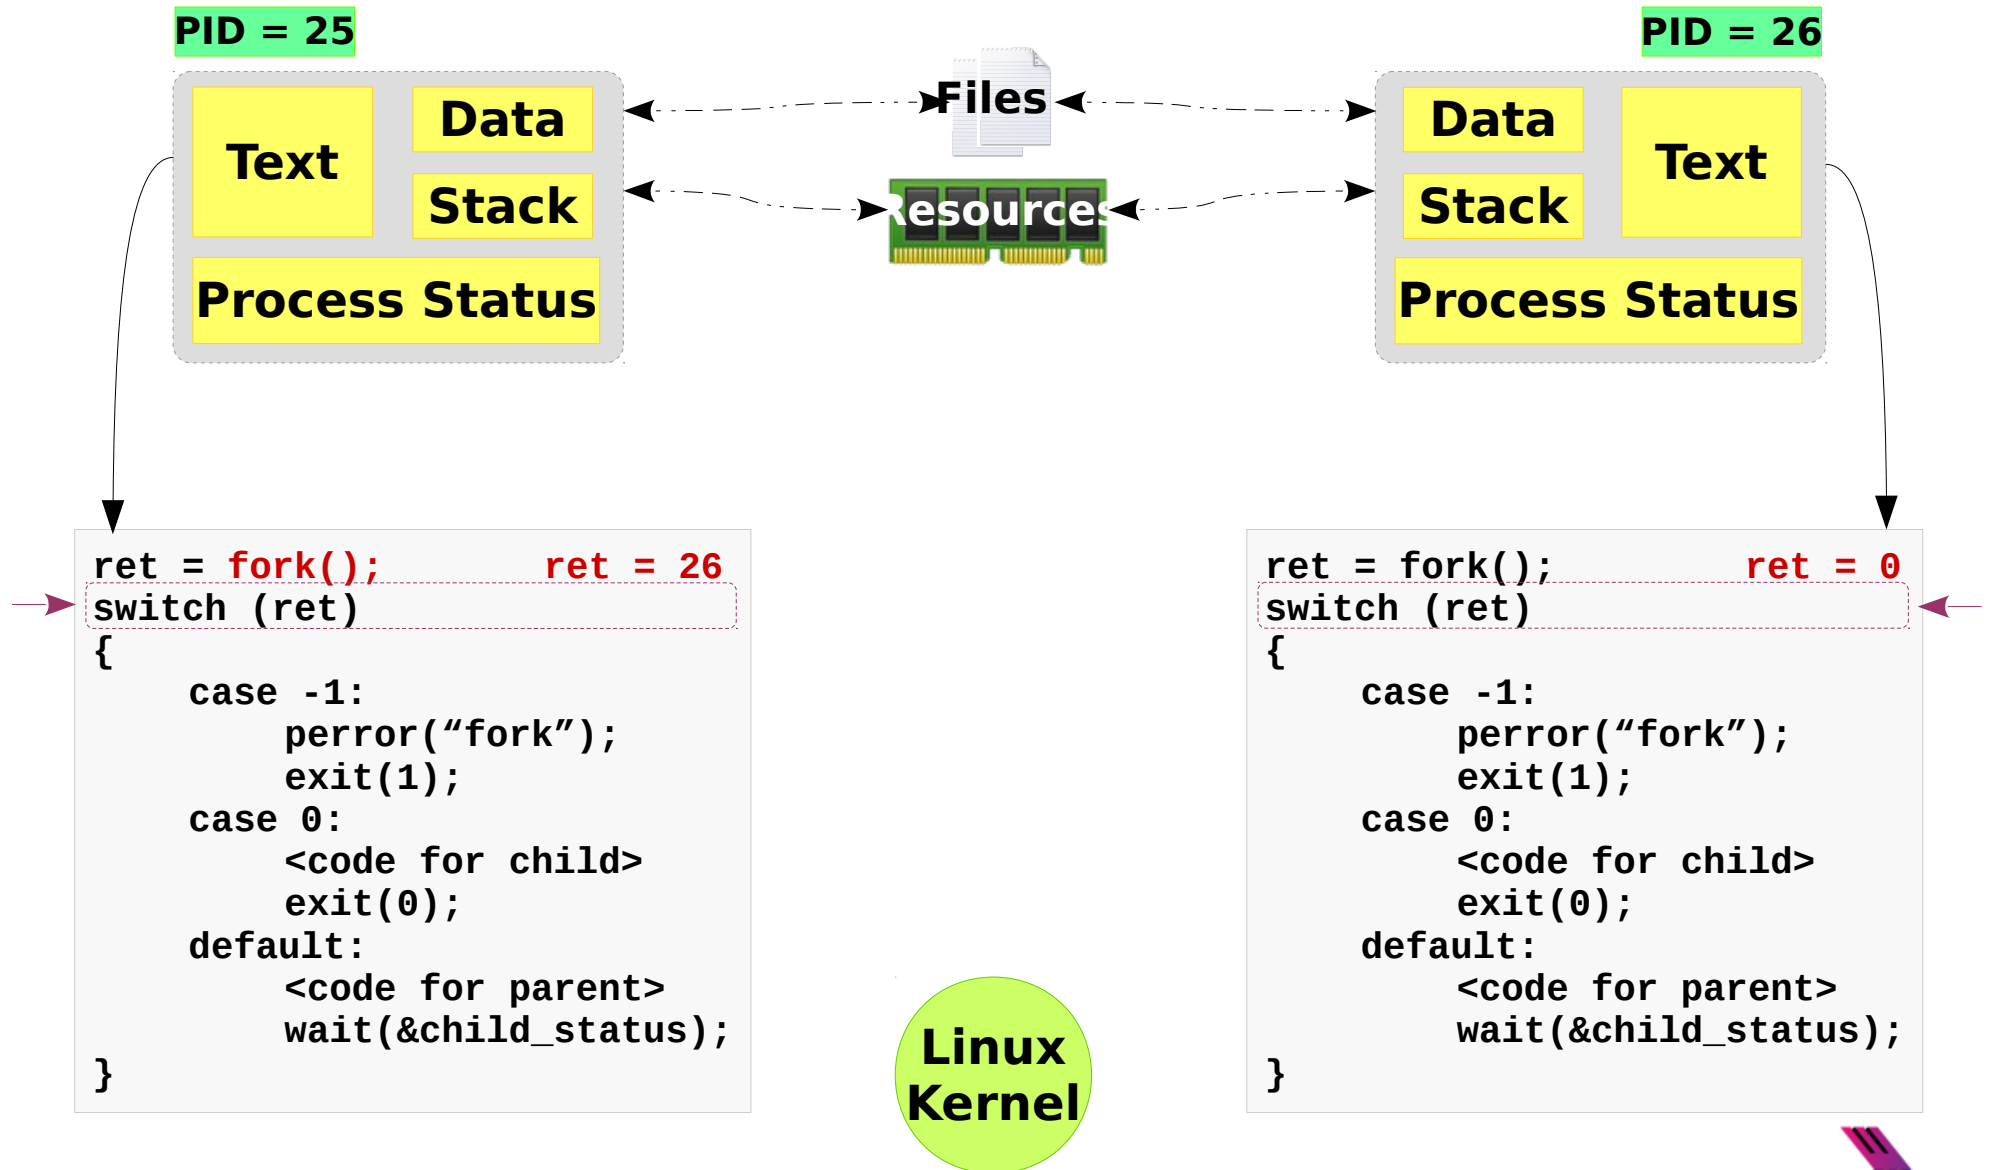 PID = 25
Text
Data
Stack
Process Status
Files
Resources
PID = 26
Data
Stack
Text
Process Status
ret = fork(); ret = 26
switch (ret)
{
case -1:
perror(“fork”);
exit(1);
case 0:
<code for child>
exit(0);
default:
<code for parent>
wait(&child_status);
}
ret = fork(); ret = 0
switch (ret)
{
case -1:
perror(“fork”);
exit(1);
case 0:
<code for child>
exit(0);
default:
<code for parent>
wait(&child_status);
}
Linux
Kernel